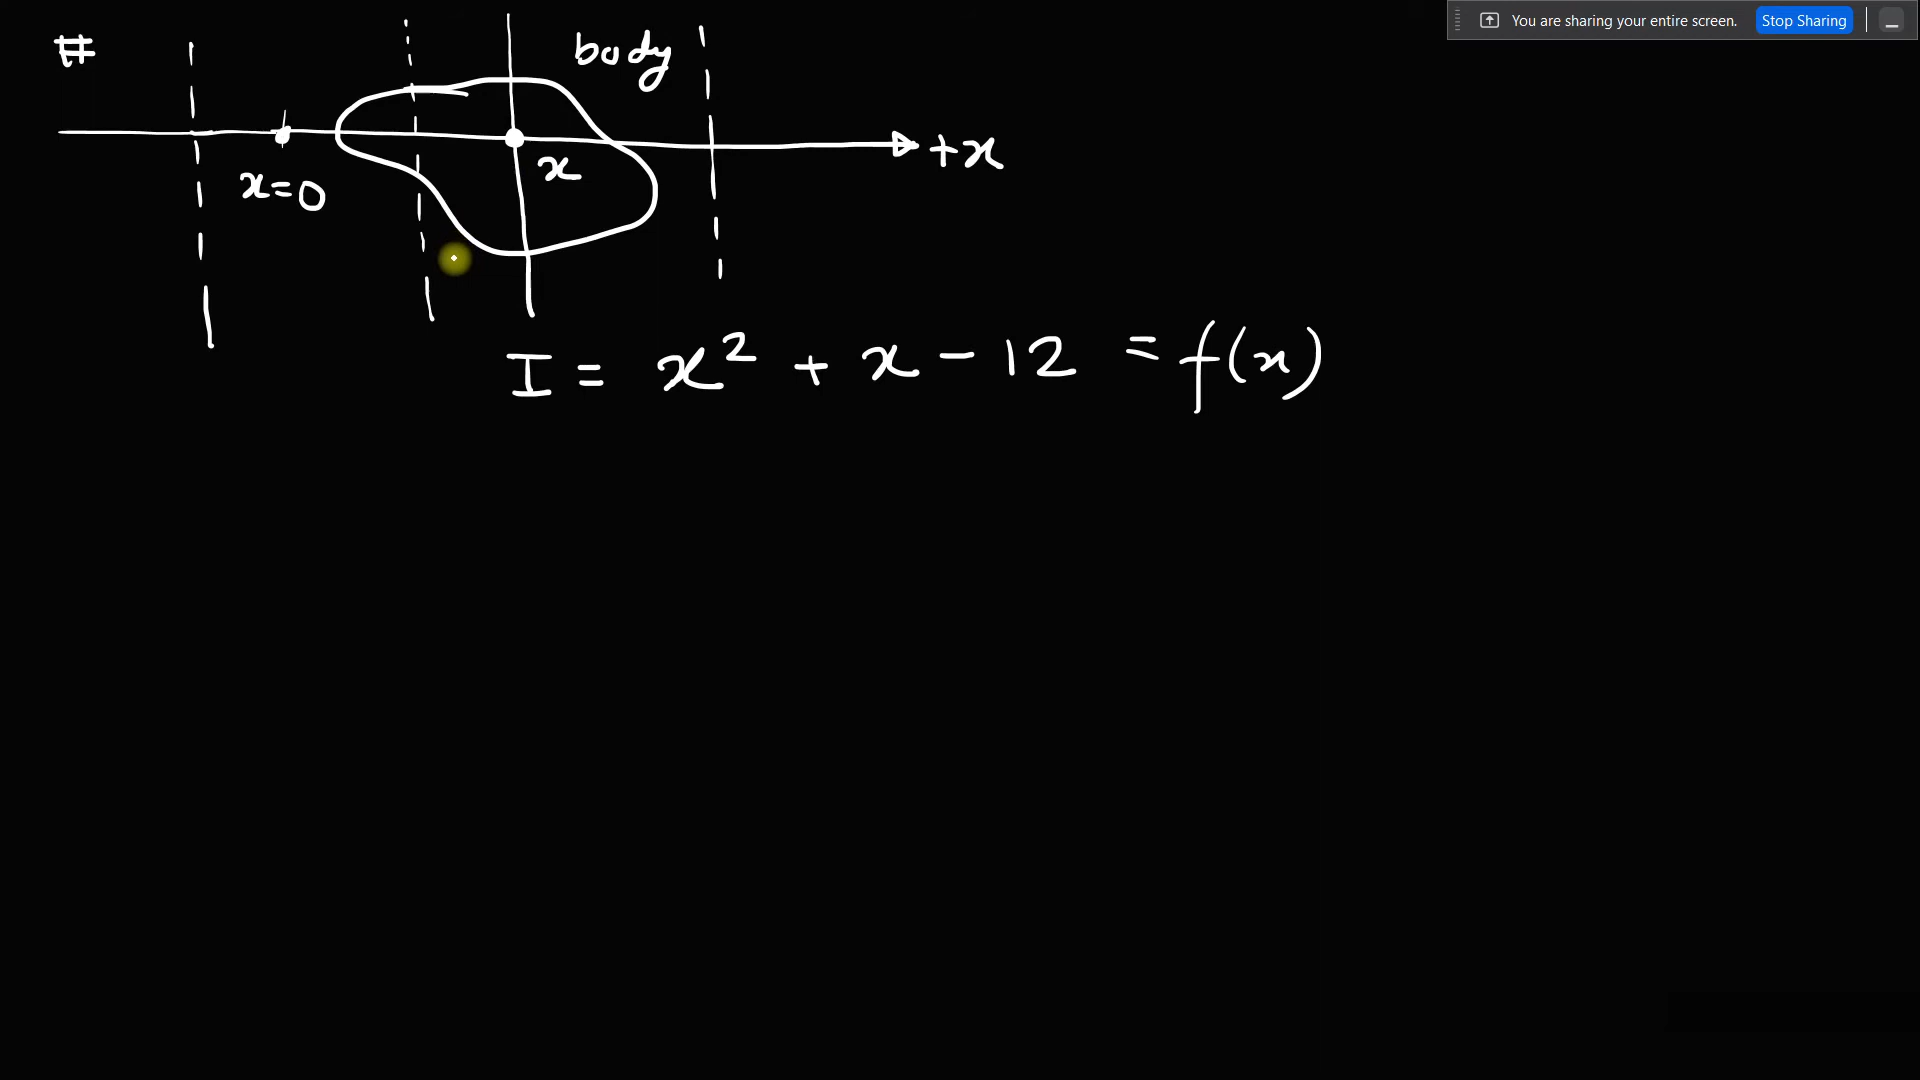 You are sharing your entire screen. Stop Sharing
#
body
+x
x
x=0
I = x² + x - 12 = f(x)